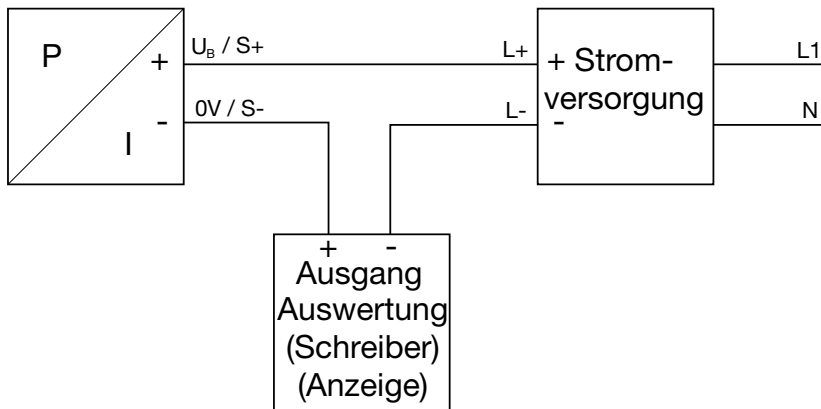 P
I
+
-
U_B / S+
0V / S-
L+
L-
+ Strom-
versorgung
-
L1
N
+ -
Ausgang
Auswertung
(Schreiber)
(Anzeige)